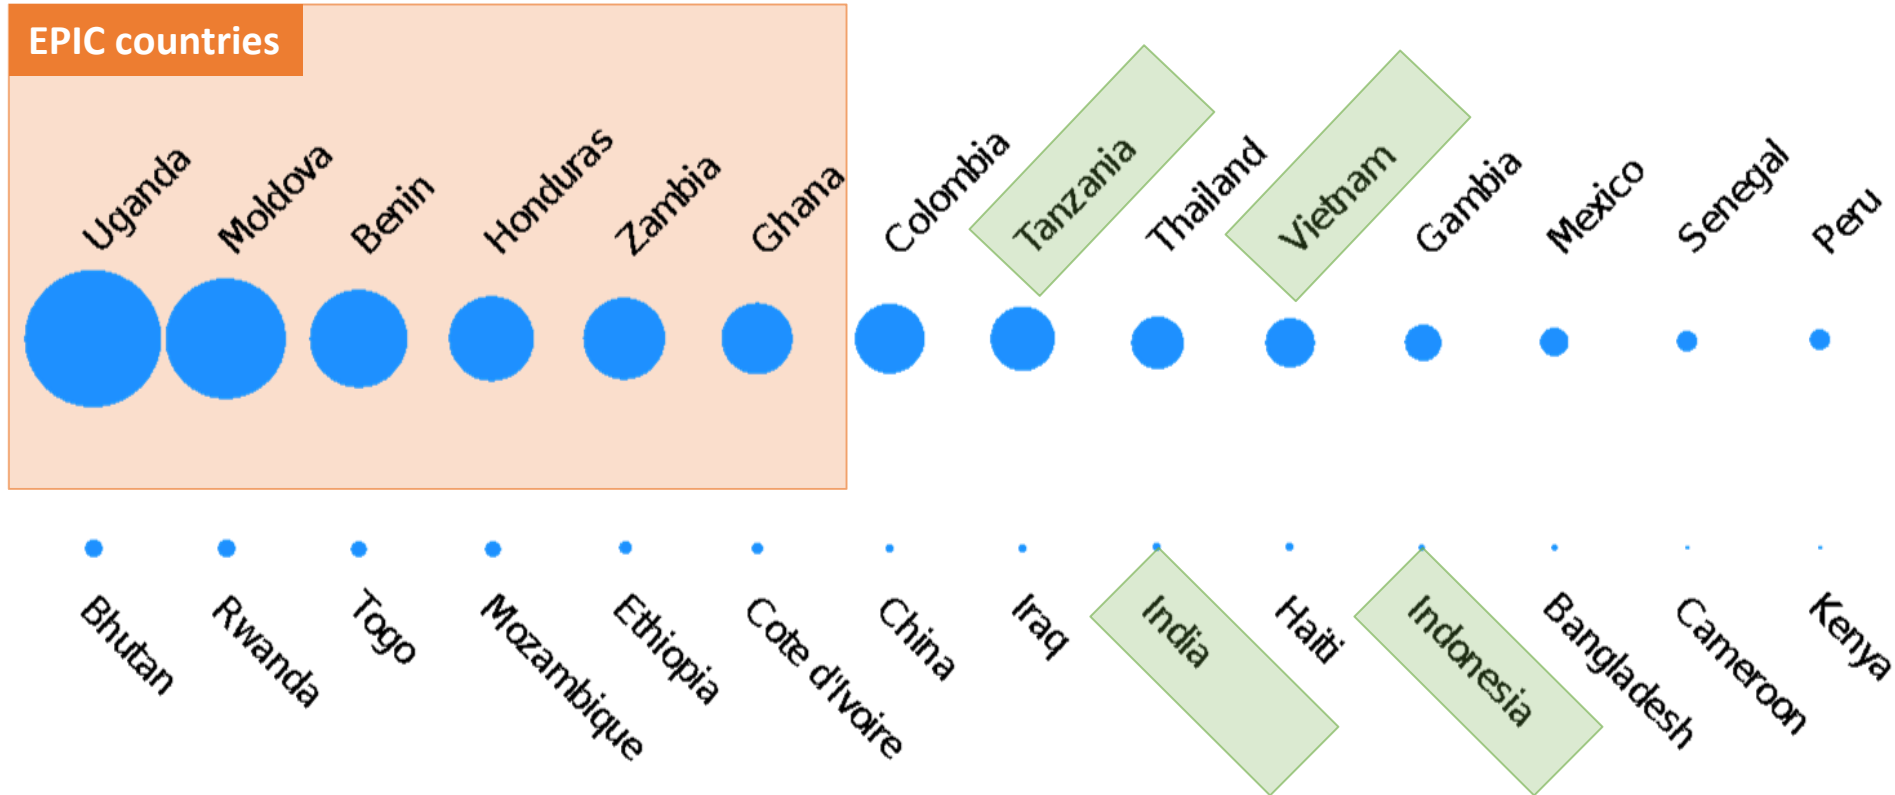 EPIC countries
Uganda
Moldova
Benin
Honduras
Zambia
Ghana
Colombia
Tanzania
Thailand
Vietnam
Gambia
Mexico
Senegal
Peru
Bhutan
Rwanda
Togo
Mozambique
Ethiopia
Cote d'Ivoire
China
Iraq
India
Haiti
Indonesia
Bangladesh
Cameroon
Kenya